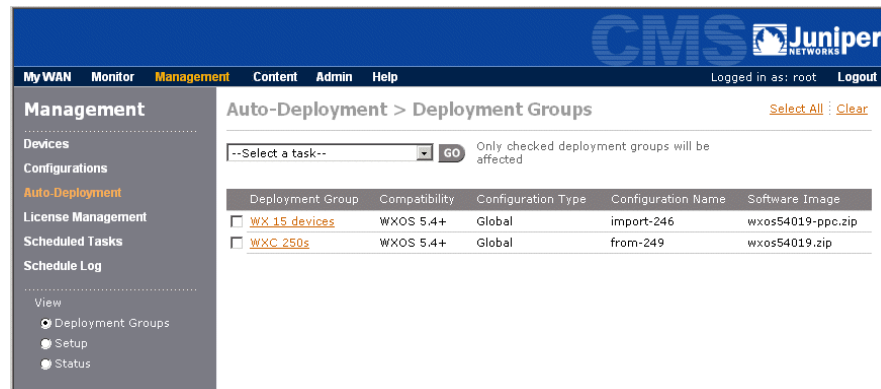 CMS Juniper NETWORKS
My WAN Monitor Management Content Admin Help Logged in as: root Logout
Management
Devices
Configurations
Auto-Deployment
License Management
Scheduled Tasks
Schedule Log
View
Deployment Groups
Setup
Status
Auto-Deployment > Deployment Groups Select All Clear
--Select a task-- GO Only checked deployment groups will be
affected
Deployment Group Compatibility Configuration Type Configuration Name Software Image
WX 15 devices WXOS 5.4+ Global import-246 wxos54019-ppc.zip
WXC 250s WXOS 5.4+ Global from-249 wxos54019.zip